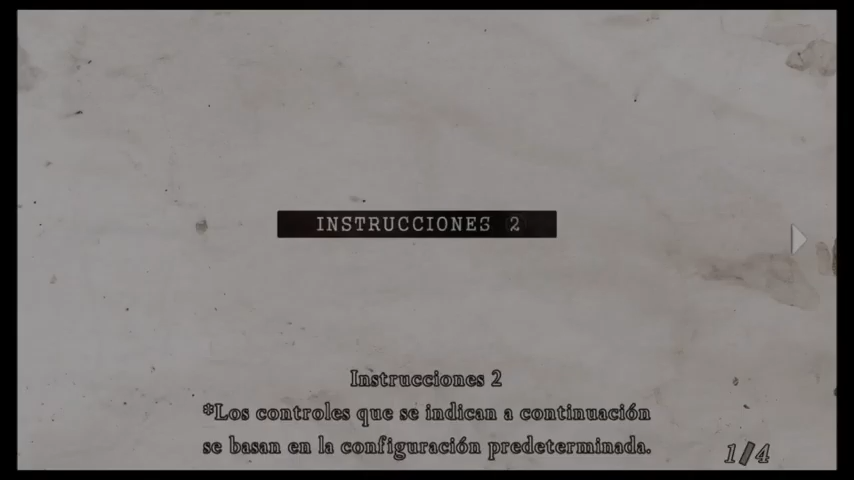 INSTRUCCIONES 2
Instrucciones 2
*Los controles que se indican a continuación
se basan en la configuración predeterminada.
1/4